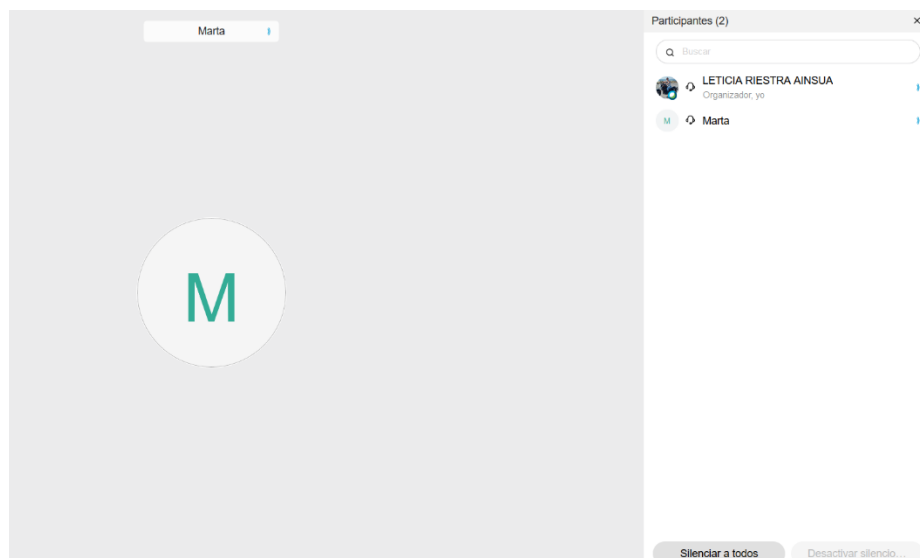 Marta
M
Participantes (2)
Buscar
LETICIA RIESTRA AINSUA
Organizador, yo
M Marta
Silenciar a todos
Desactivar silencio...